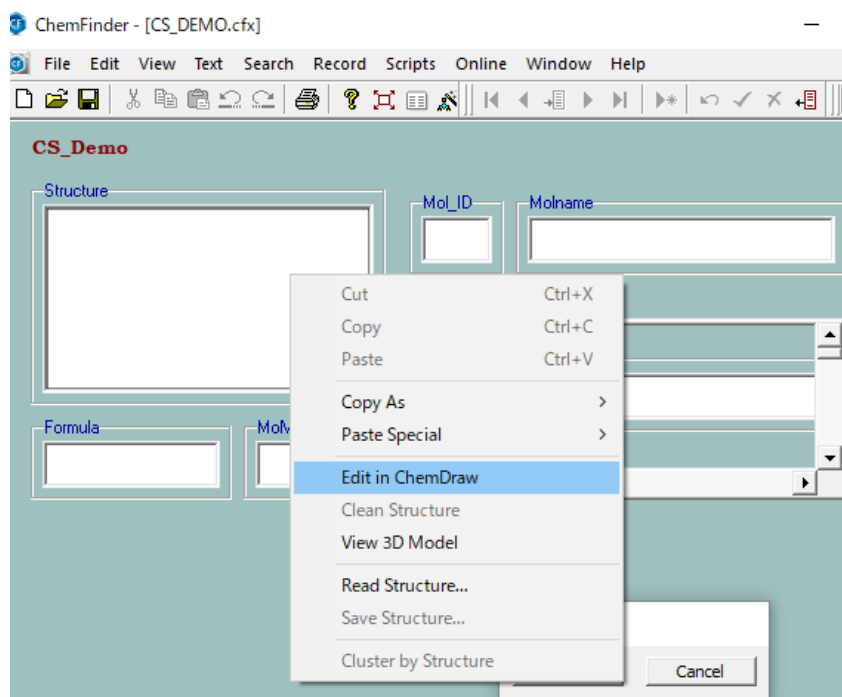 ChemFinder - [CS_DEMO.cfx]
File Edit View Text Search Record Scripts Online Window Help
CS_Demo
Structure
Mol_ID
Molname
Cut Ctrl+X
Copy Ctrl+C
Paste Ctrl+V
Copy As
Paste Special
Formula
Edit in ChemDraw
Clean Structure
View 3D Model
Read Structure...
Save Structure...
Cluster by Structure
Cancel